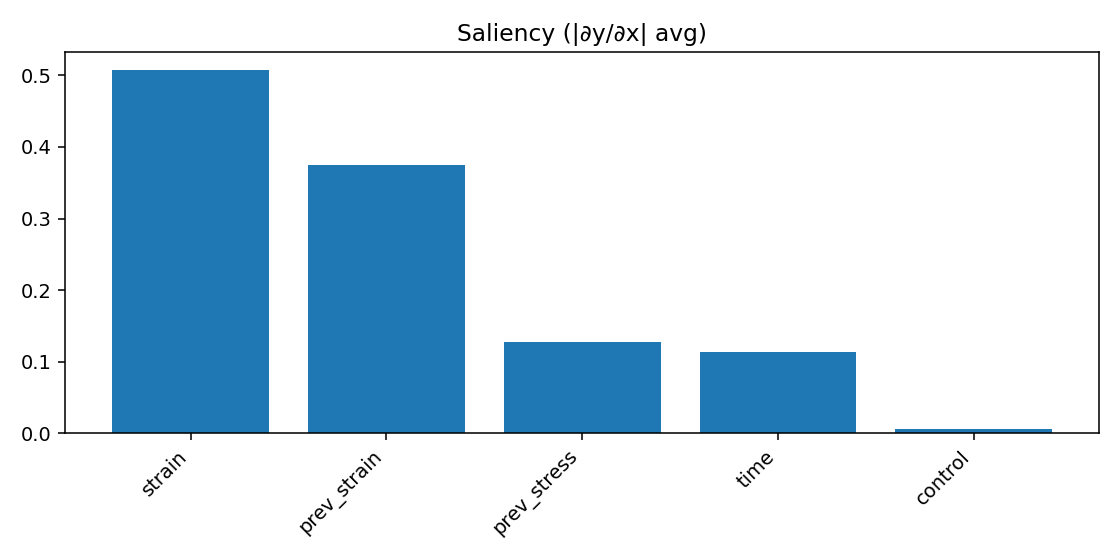 Saliency (|∂y/∂x| avg)
0.5
0.4
0.3
0.2
0.1
0.0
strain
prev_strain
prev_stress
time
control